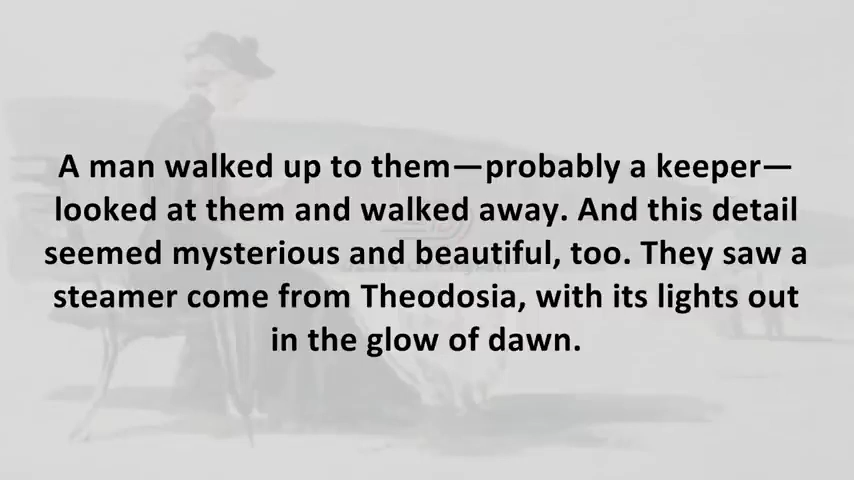 A man walked up to them—probably a keeper—
looked at them and walked away. And this detail
seemed mysterious and beautiful, too. They saw a
steamer come from Theodosia, with its lights out
in the glow of dawn.